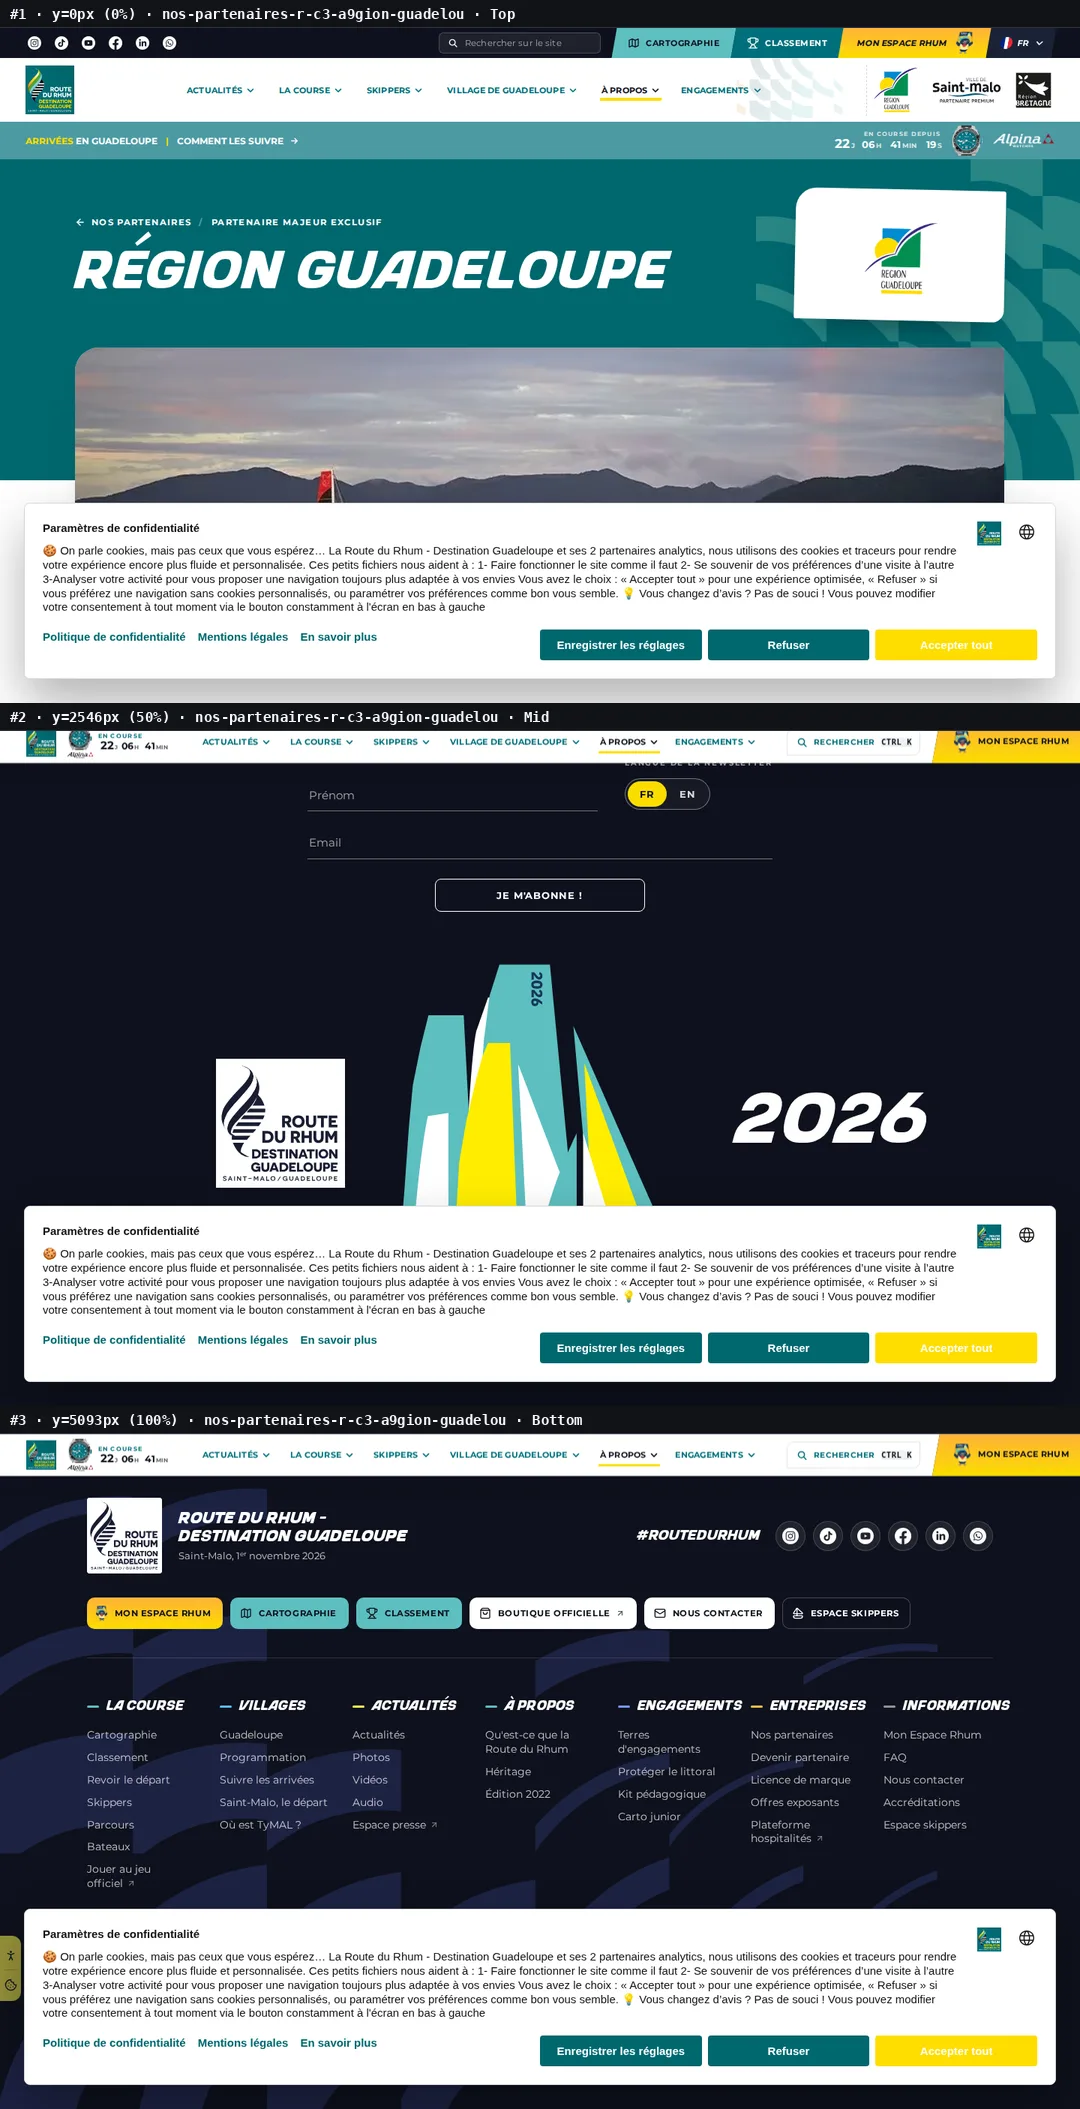 #1 · y=0px (0%) · nos-partenaires-r-c3-a9gion-guadelou · Top
Rechercher sur le site
CARTOGRAPHIE
CLASSEMENT
MON ESPACE RHUM
FR
ROUTE DU RHUM DESTINATION GUADELOUPE
ACTUALITÉS
LA COURSE
SKIPPERS
VILLAGE DE GUADELOUPE
À PROPOS
ENGAGEMENTS
REGION GUADELOUPE
VILLE DE Saint-malo PARTENAIRE PREMIUM
Région BRETAGNE
ARRIVÉES EN GUADELOUPE | COMMENT LES SUIVRE →
EN COURSE DEPUIS
22J 06H 41MIN 19S
Alpina
← NOS PARTENAIRES / PARTENAIRE MAJEUR EXCLUSIF
RÉGION GUADELOUPE
REGION
GUADELOUPE
Paramètres de confidentialité
🍪 On parle cookies, mais pas ceux que vous espérez… La Route du Rhum - Destination Guadeloupe et ses 2 partenaires analytics, nous utilisons des cookies et traceurs pour rendre
votre expérience encore plus fluide et personnalisée. Ces petits fichiers nous aident à : 1- Faire fonctionner le site comme il faut 2- Se souvenir de vos préférences d'une visite à l'autre
3-Analyser votre activité pour vous proposer une navigation toujours plus adaptée à vos envies Vous avez le choix : « Accepter tout » pour une expérience optimisée, « Refuser » si
vous préférez une navigation sans cookies personnalisés, ou paramétrer vos préférences comme bon vous semble. 💡 Vous changez d'avis ? Pas de souci ! Vous pouvez modifier
votre consentement à tout moment via le bouton constamment à l'écran en bas à gauche
Politique de confidentialité
Mentions légales
En savoir plus
Enregistrer les réglages
Refuser
Accepter tout
#2 · y=2546px (50%) · nos-partenaires-r-c3-a9gion-guadelou · Mid
EN COURSE
22J 06H 41MIN
Alpina
ACTUALITÉS
LA COURSE
SKIPPERS
VILLAGE DE GUADELOUPE
À PROPOS
ENGAGEMENTS
RECHERCHER CTRL K
MON ESPACE RHUM
LANGUE DE LA NEWSLETTER
Prénom
FR EN
Email
JE M'ABONNE !
2026
ROUTE
DU RHUM
DESTINATION
GUADELOUPE
SAINT-MALO/GUADELOUPE
2026
Paramètres de confidentialité
🍪 On parle cookies, mais pas ceux que vous espérez… La Route du Rhum - Destination Guadeloupe et ses 2 partenaires analytics, nous utilisons des cookies et traceurs pour rendre
votre expérience encore plus fluide et personnalisée. Ces petits fichiers nous aident à : 1- Faire fonctionner le site comme il faut 2- Se souvenir de vos préférences d'une visite à l'autre
3-Analyser votre activité pour vous proposer une navigation toujours plus adaptée à vos envies Vous avez le choix : « Accepter tout » pour une expérience optimisée, « Refuser » si
vous préférez une navigation sans cookies personnalisés, ou paramétrer vos préférences comme bon vous semble. 💡 Vous changez d'avis ? Pas de souci ! Vous pouvez modifier
votre consentement à tout moment via le bouton constamment à l'écran en bas à gauche
Politique de confidentialité
Mentions légales
En savoir plus
Enregistrer les réglages
Refuser
Accepter tout
#3 · y=5093px (100%) · nos-partenaires-r-c3-a9gion-guadelou · Bottom
EN COURSE
22J 06H 41MIN
Alpina
ACTUALITÉS
LA COURSE
SKIPPERS
VILLAGE DE GUADELOUPE
À PROPOS
ENGAGEMENTS
RECHERCHER CTRL K
MON ESPACE RHUM
ROUTE
DU RHUM
DESTINATION
GUADELOUPE
SAINT-MALO/GUADELOUPE
ROUTE DU RHUM -
DESTINATION GUADELOUPE
Saint-Malo, 1er novembre 2026
#ROUTEDURHUM
MON ESPACE RHUM
CARTOGRAPHIE
CLASSEMENT
BOUTIQUE OFFICIELLE ↗
NOUS CONTACTER
ESPACE SKIPPERS
LA COURSE
Cartographie
Classement
Revoir le départ
Skippers
Parcours
Bateaux
Jouer au jeu
officiel ↗
VILLAGES
Guadeloupe
Programmation
Suivre les arrivées
Saint-Malo, le départ
Où est TyMAL ?
ACTUALITÉS
Actualités
Photos
Vidéos
Audio
Espace presse ↗
À PROPOS
Qu'est-ce que la
Route du Rhum
Héritage
Édition 2022
ENGAGEMENTS
Terres
d'engagements
Protéger le littoral
Kit pédagogique
Carto junior
ENTREPRISES
Nos partenaires
Devenir partenaire
Licence de marque
Offres exposants
Plateforme
hospitalités ↗
INFORMATIONS
Mon Espace Rhum
FAQ
Nous contacter
Accréditations
Espace skippers
Paramètres de confidentialité
🍪 On parle cookies, mais pas ceux que vous espérez… La Route du Rhum - Destination Guadeloupe et ses 2 partenaires analytics, nous utilisons des cookies et traceurs pour rendre
votre expérience encore plus fluide et personnalisée. Ces petits fichiers nous aident à : 1- Faire fonctionner le site comme il faut 2- Se souvenir de vos préférences d'une visite à l'autre
3-Analyser votre activité pour vous proposer une navigation toujours plus adaptée à vos envies Vous avez le choix : « Accepter tout » pour une expérience optimisée, « Refuser » si
vous préférez une navigation sans cookies personnalisés, ou paramétrer vos préférences comme bon vous semble. 💡 Vous changez d'avis ? Pas de souci ! Vous pouvez modifier
votre consentement à tout moment via le bouton constamment à l'écran en bas à gauche
Politique de confidentialité
Mentions légales
En savoir plus
Enregistrer les réglages
Refuser
Accepter tout